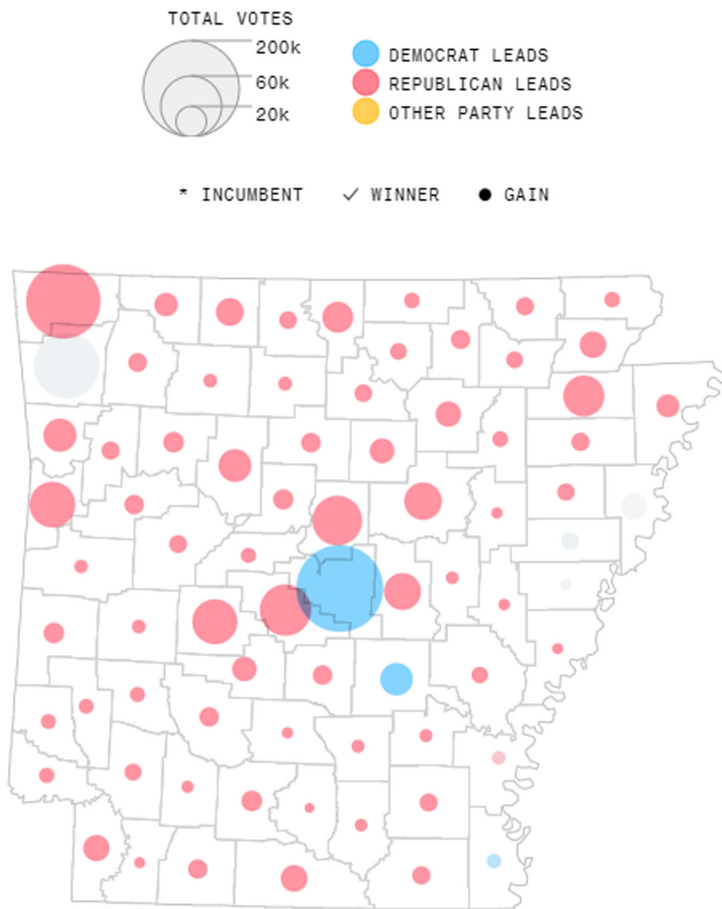 TOTAL VOTES
200k
60k
20k
DEMOCRAT LEADS
REPUBLICAN LEADS
OTHER PARTY LEADS
* INCUMBENT ✓ WINNER ● GAIN